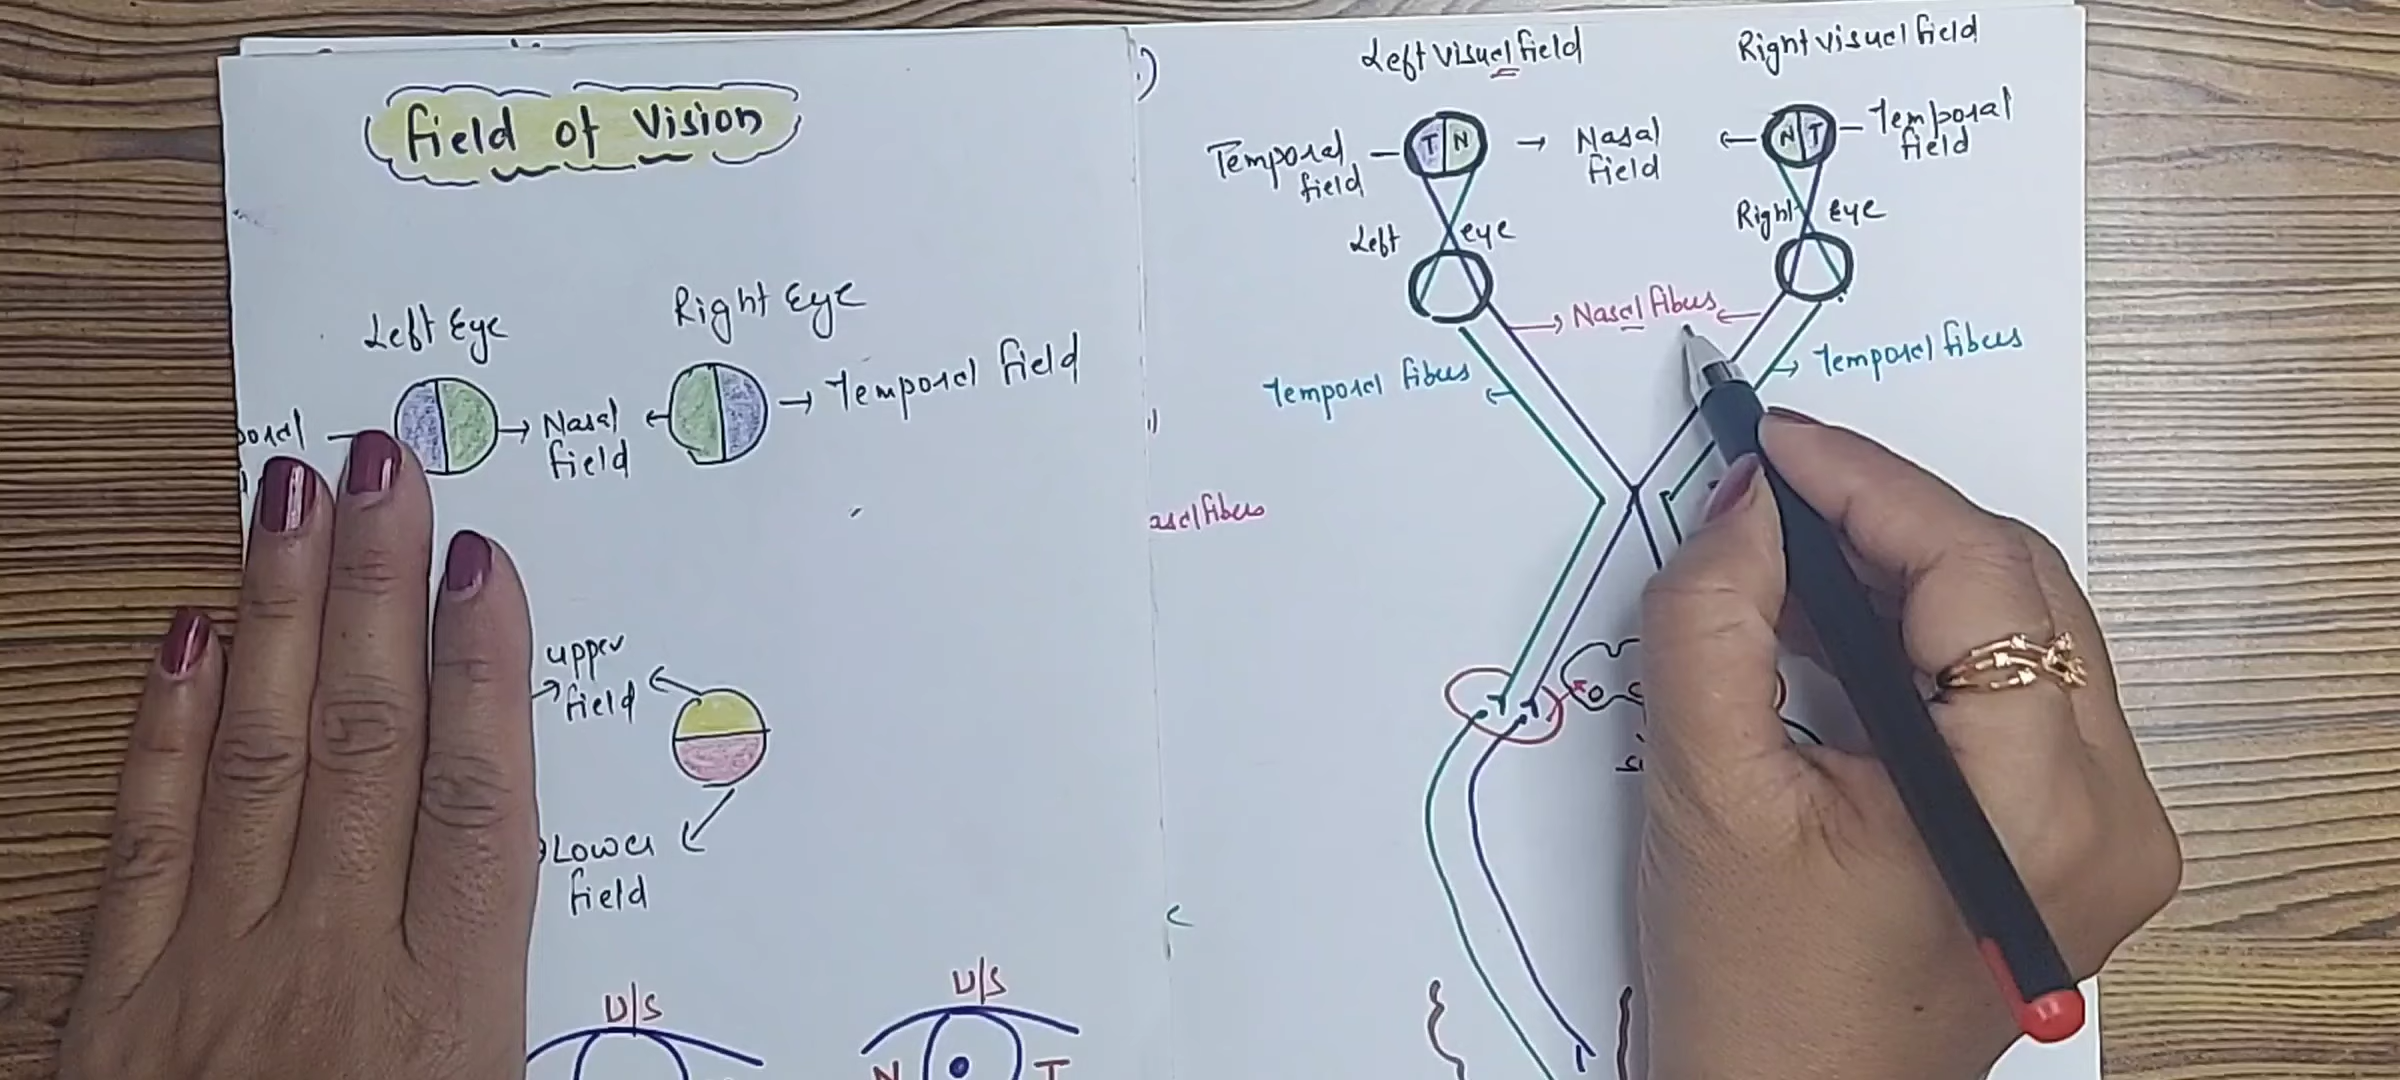 Field of Vision
Left Eye
Right Eye
Nasal
field
Temporal field
upper
field
Lower
field
U/S
U/S
N
T
Left visual field
Right visual field
Temporal
field
T N
Nasal
field
N T
Temporal
field
Left eye
Right eye
Nasal fibers
Temporal fibers
Temporal fibers
asal fibers